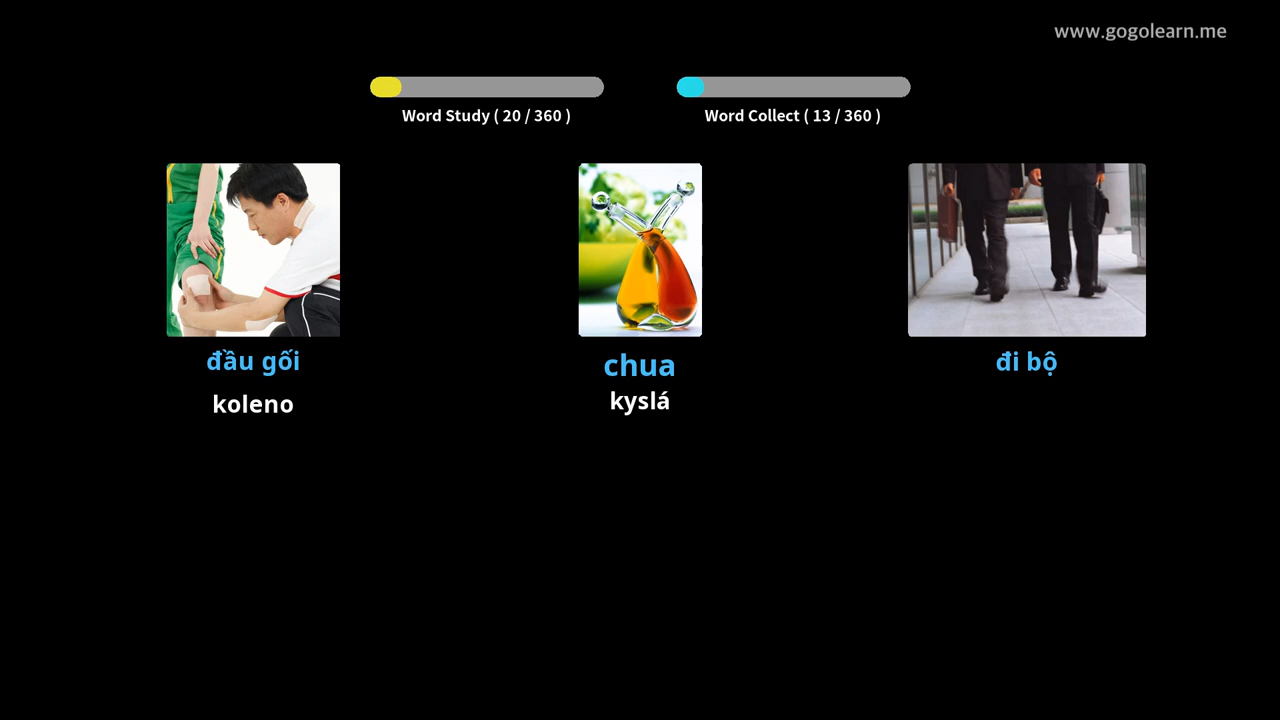 www.gogolearn.me
Word Study ( 20 / 360 )
Word Collect ( 13 / 360 )
đầu gối
koleno
chua
kyslá
đi bộ